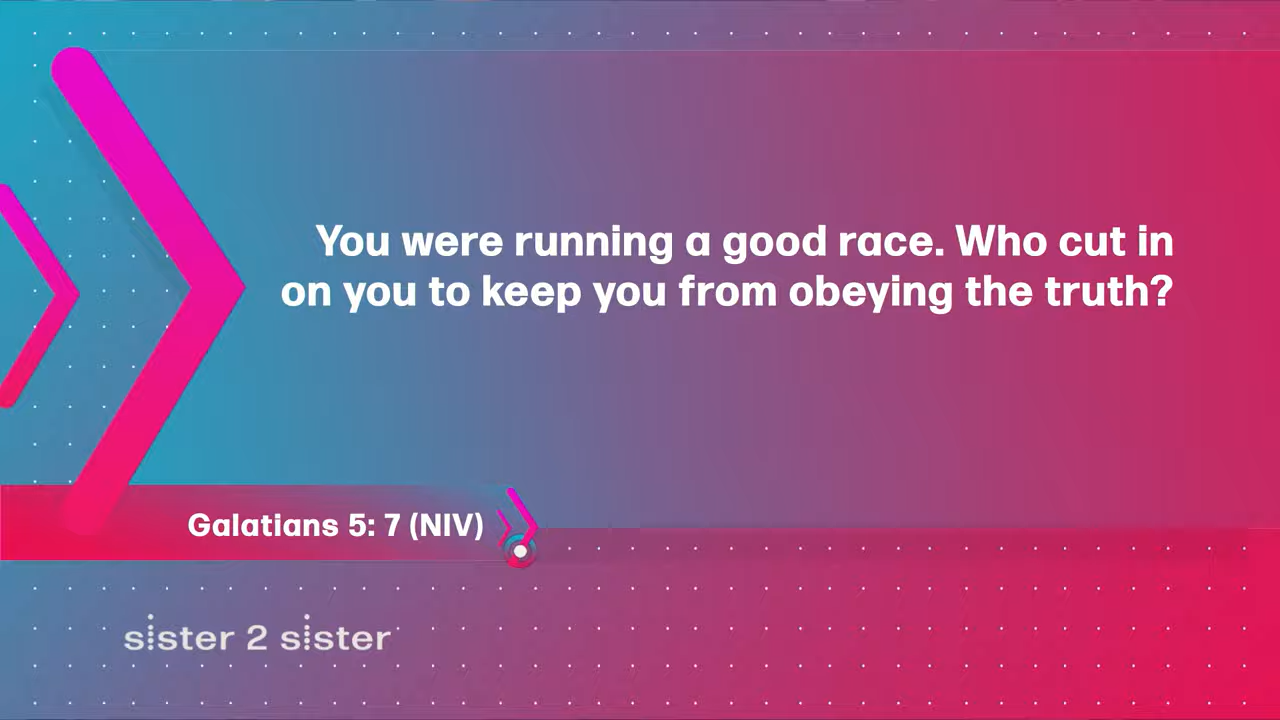 You were running a good race. Who cut in
on you to keep you from obeying the truth?
Galatians 5: 7 (NIV)
sister 2 sister